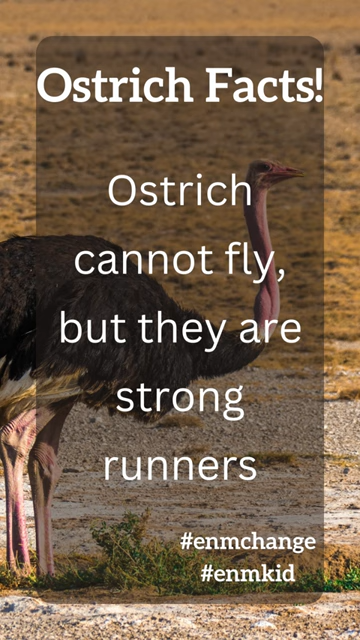 Ostrich Facts!
Ostrich
cannot fly,
but they are
strong
runners
#enmchange
#enmkid